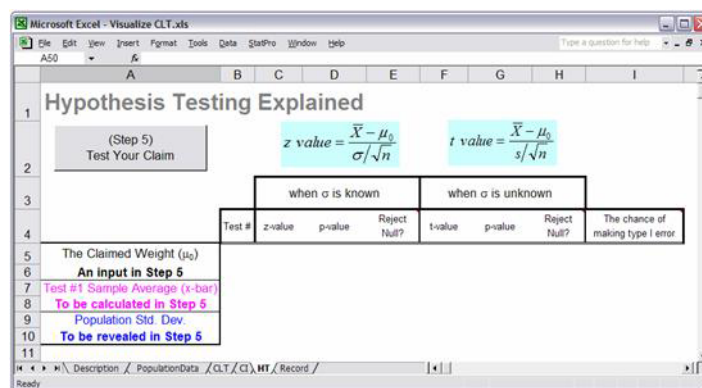 Microsoft Excel - Visualize CLT.xls
File Edit View Insert Format Tools Data StatPro Window Help Type a question for help
A50 fx
A B C D E F G H I
1 Hypothesis Testing Explained
2 (Step 5) Test Your Claim z value = (X̄ − μ₀) / (σ/√n) t value = (X̄ − μ₀) / (s/√n)
3 when σ is known when σ is unknown
4 Test # z-value p-value Reject Null? t-value p-value Reject Null? The chance of making type I error
5 The Claimed Weight (μ₀)
6 An input in Step 5
7 Test #1 Sample Average (x-bar)
8 To be calculated in Step 5
9 Population Std. Dev.
10 To be revealed in Step 5
11
Description / PopulationData / CLT / CI \ HT / Record /
Ready